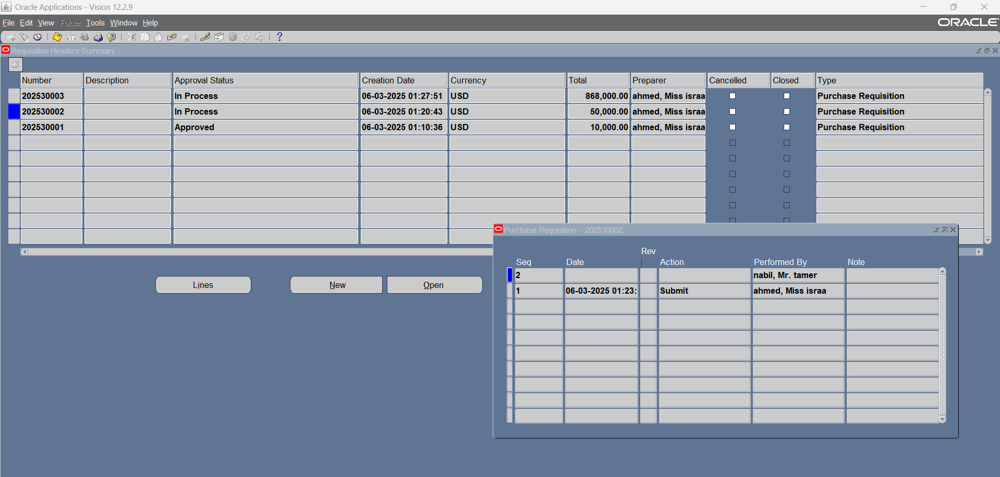 Oracle Applications - Vision 12.2.9
File Edit View Folder Tools Window Help
ORACLE
Requisition Headers Summary
Number Description Approval Status Creation Date Currency Total Preparer Cancelled Closed Type
202530003 In Process 06-03-2025 01:27:51 USD 868,000.00 ahmed, Miss israa Purchase Requisition
202530002 In Process 06-03-2025 01:20:43 USD 50,000.00 ahmed, Miss israa Purchase Requisition
202530001 Approved 06-03-2025 01:10:36 USD 10,000.00 ahmed, Miss israa Purchase Requisition
Lines New Open
Purchase Requisition - 202530002
Rev
Seq Date Action Performed By Note
2 nabil, Mr. tamer
1 06-03-2025 01:23: Submit ahmed, Miss israa